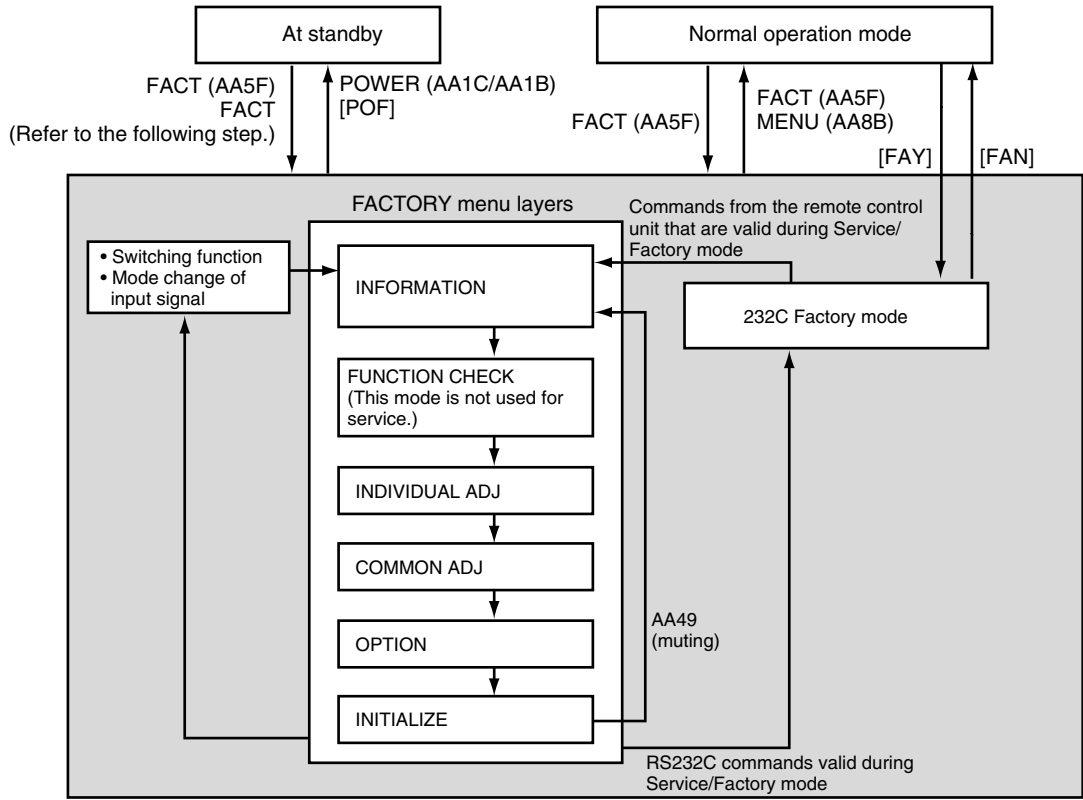 At standby
Normal operation mode
FACT (AA5F)
FACT
(Refer to the following step.)
POWER (AA1C/AA1B)
[POF]
FACT (AA5F)
FACT (AA5F)
MENU (AA8B)
[FAY]
[FAN]
FACTORY menu layers
Commands from the remote control
unit that are valid during Service/
Factory mode
• Switching function
• Mode change of
input signal
INFORMATION
232C Factory mode
FUNCTION CHECK
(This mode is not used for
service.)
INDIVIDUAL ADJ
COMMON ADJ
OPTION
AA49
(muting)
INITIALIZE
RS232C commands valid during
Service/Factory mode